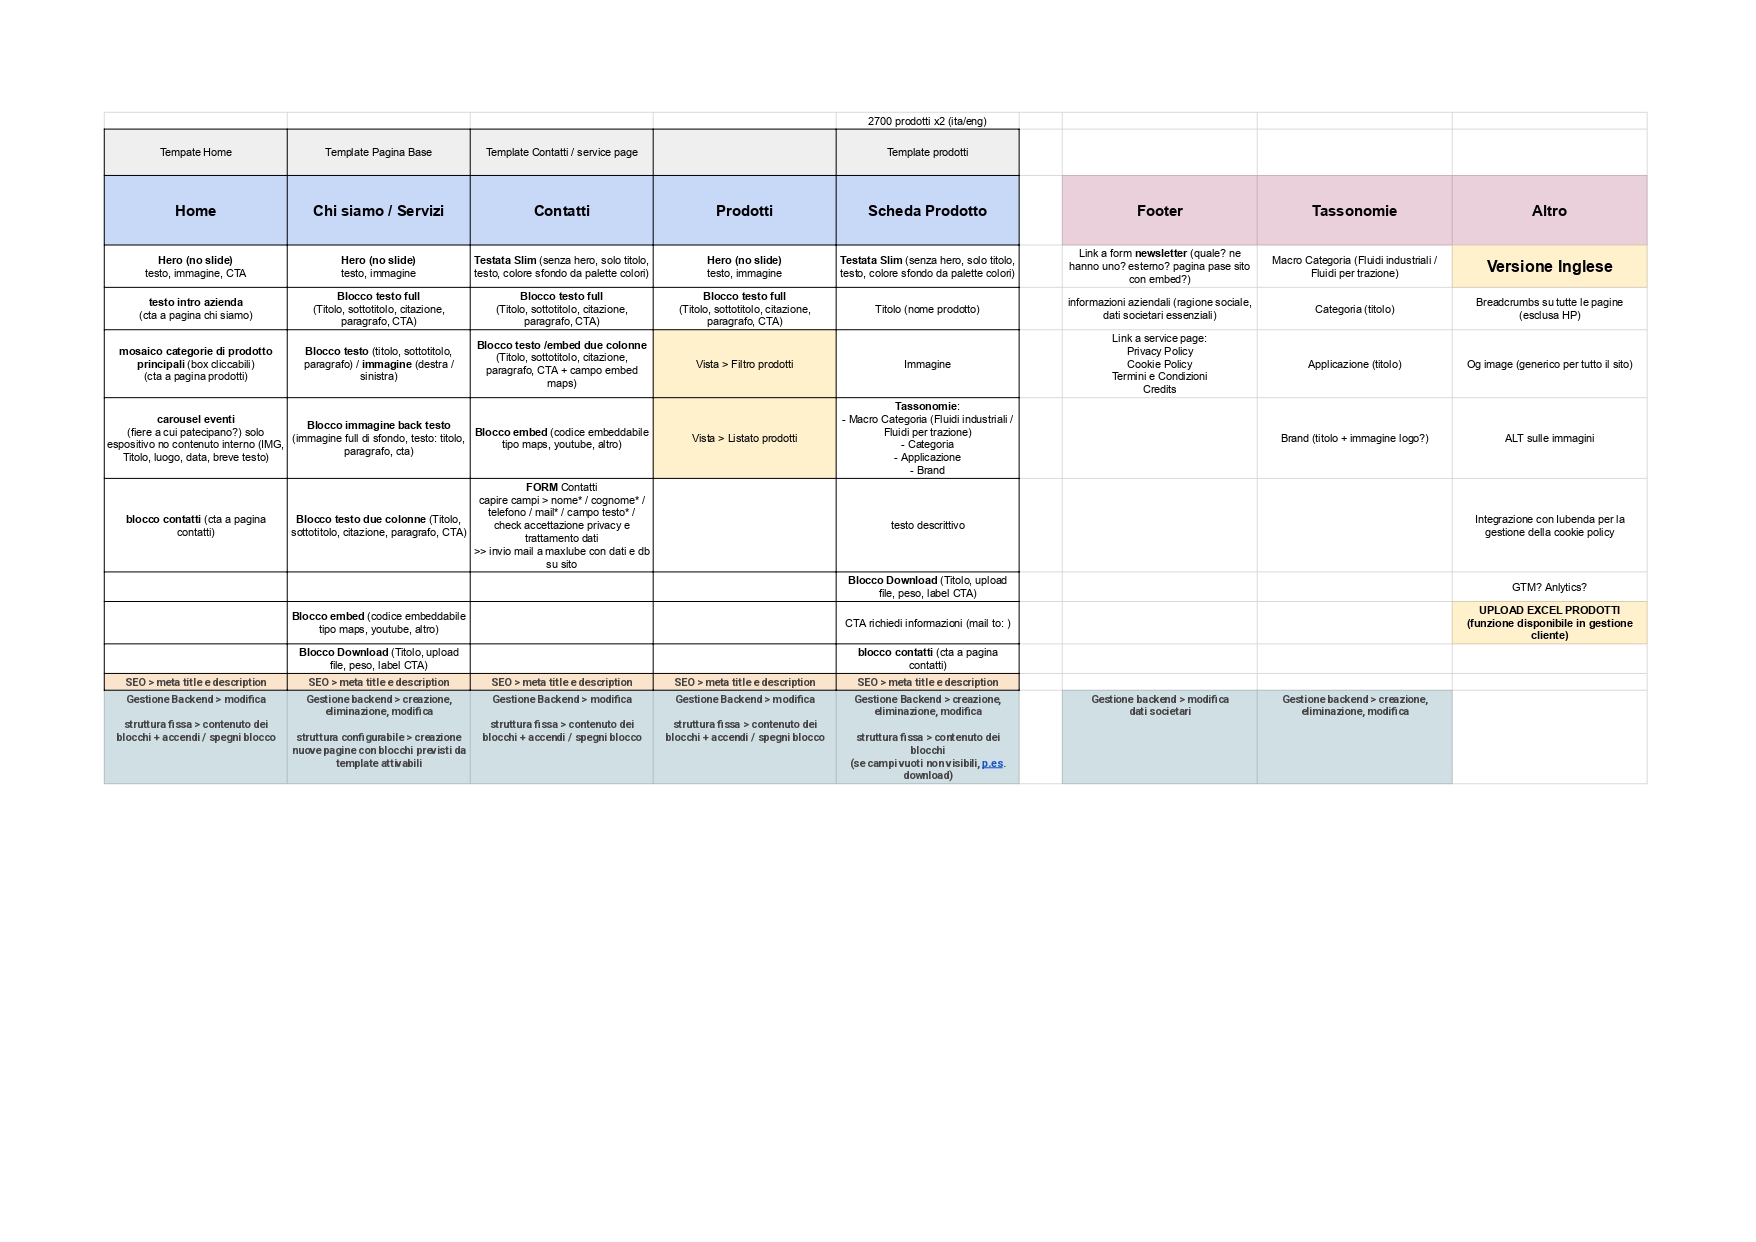 2700 prodotti x2 (ita/eng)
Tempate Home
Template Pagina Base
Template Contatti / service page
Template prodotti
Home
Chi siamo / Servizi
Contatti
Prodotti
Scheda Prodotto
Footer
Tassonomie
Altro
Hero (no slide)
testo, immagine, CTA
Hero (no slide)
testo, immagine
Testata Slim (senza hero, solo titolo,
testo, colore sfondo da palette colori)
Hero (no slide)
testo, immagine
Testata Slim (senza hero, solo titolo,
testo, colore sfondo da palette colori)
Link a form newsletter (quale? ne
hanno uno? esterno? pagina pase sito
con embed?)
Macro Categoria (Fluidi industriali /
Fluidi per trazione)
Versione Inglese
testo intro azienda
(cta a pagina chi siamo)
Blocco testo full
(Titolo, sottotitolo, citazione,
paragrafo, CTA)
Blocco testo full
(Titolo, sottotitolo, citazione,
paragrafo, CTA)
Blocco testo full
(Titolo, sottotitolo, citazione,
paragrafo, CTA)
Titolo (nome prodotto)
informazioni aziendali (ragione sociale,
dati societari essenziali)
Categoria (titolo)
Breadcrumbs su tutte le pagine
(esclusa HP)
mosaico categorie di prodotto
principali (box cliccabili)
(cta a pagina prodotti)
Blocco testo (titolo, sottotitolo,
paragrafo) / immagine (destra /
sinistra)
Blocco testo /embed due colonne
(Titolo, sottotitolo, citazione,
paragrafo, CTA + campo embed
maps)
Vista > Filtro prodotti
Immagine
Link a service page:
Privacy Policy
Cookie Policy
Termini e Condizioni
Credits
Applicazione (titolo)
Og image (generico per tutto il sito)
carousel eventi
(fiere a cui patecipano?) solo
espositivo no contenuto interno (IMG,
Titolo, luogo, data, breve testo)
Blocco immagine back testo
(immagine full di sfondo, testo: titolo,
paragrafo, cta)
Blocco embed (codice embeddabile
tipo maps, youtube, altro)
Vista > Listato prodotti
Tassonomie:
- Macro Categoria (Fluidi industriali /
Fluidi per trazione)
- Categoria
- Applicazione
- Brand
Brand (titolo + immagine logo?)
ALT sulle immagini
blocco contatti (cta a pagina
contatti)
Blocco testo due colonne (Titolo,
sottotitolo, citazione, paragrafo, CTA)
FORM Contatti
capire campi > nome* / cognome* /
telefono / mail* / campo testo* /
check accettazione privacy e
trattamento dati
>> invio mail a maxlube con dati e db
su sito
testo descrittivo
Integrazione con Iubenda per la
gestione della cookie policy
Blocco Download (Titolo, upload
file, peso, label CTA)
GTM? Anlytics?
Blocco embed (codice embeddabile
tipo maps, youtube, altro)
CTA richiedi informazioni (mail to: )
UPLOAD EXCEL PRODOTTI
(funzione disponibile in gestione
cliente)
Blocco Download (Titolo, upload
file, peso, label CTA)
blocco contatti (cta a pagina
contatti)
SEO > meta title e description
SEO > meta title e description
SEO > meta title e description
SEO > meta title e description
SEO > meta title e description
Gestione Backend > modifica
struttura fissa > contenuto dei
blocchi + accendi / spegni blocco
Gestione backend > creazione,
eliminazione, modifica
struttura configurabile > creazione
nuove pagine con blocchi previsti da
template attivabili
Gestione Backend > modifica
struttura fissa > contenuto dei
blocchi + accendi / spegni blocco
Gestione Backend > modifica
struttura fissa > contenuto dei
blocchi + accendi / spegni blocco
Gestione Backend > creazione,
eliminazione, modifica
struttura fissa > contenuto dei
blocchi
(se campi vuoti non visibili, p.es.
download)
Gestione backend > modifica
dati societari
Gestione backend > creazione,
eliminazione, modifica